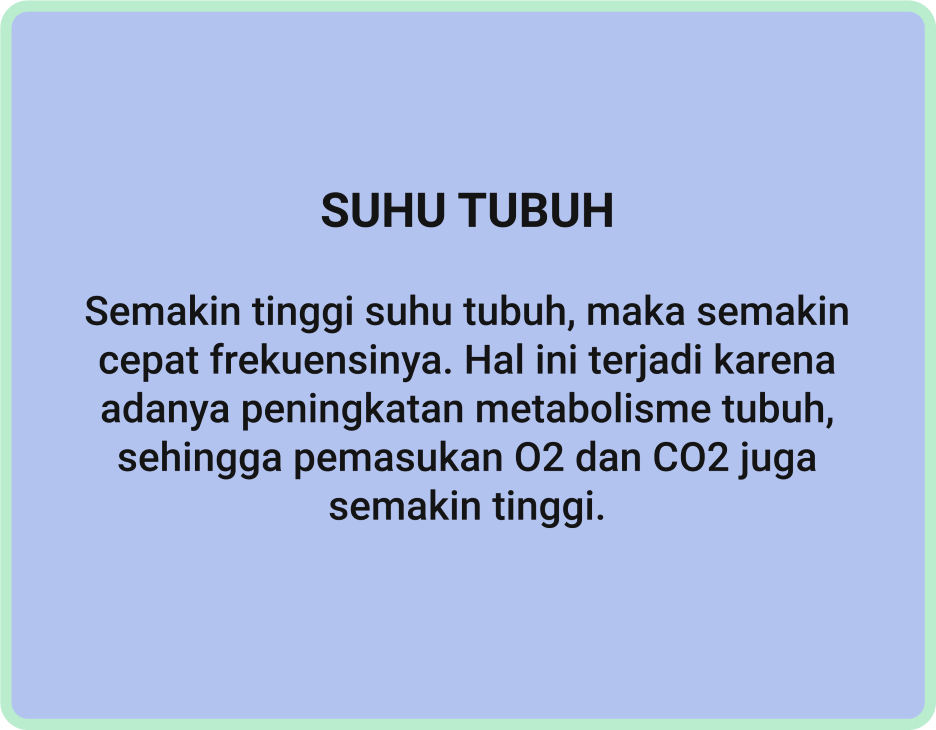 SUHU TUBUH
Semakin tinggi suhu tubuh, maka semakin
cepat frekuensinya. Hal ini terjadi karena
adanya peningkatan metabolisme tubuh,
sehingga pemasukan O2 dan CO2 juga
semakin tinggi.